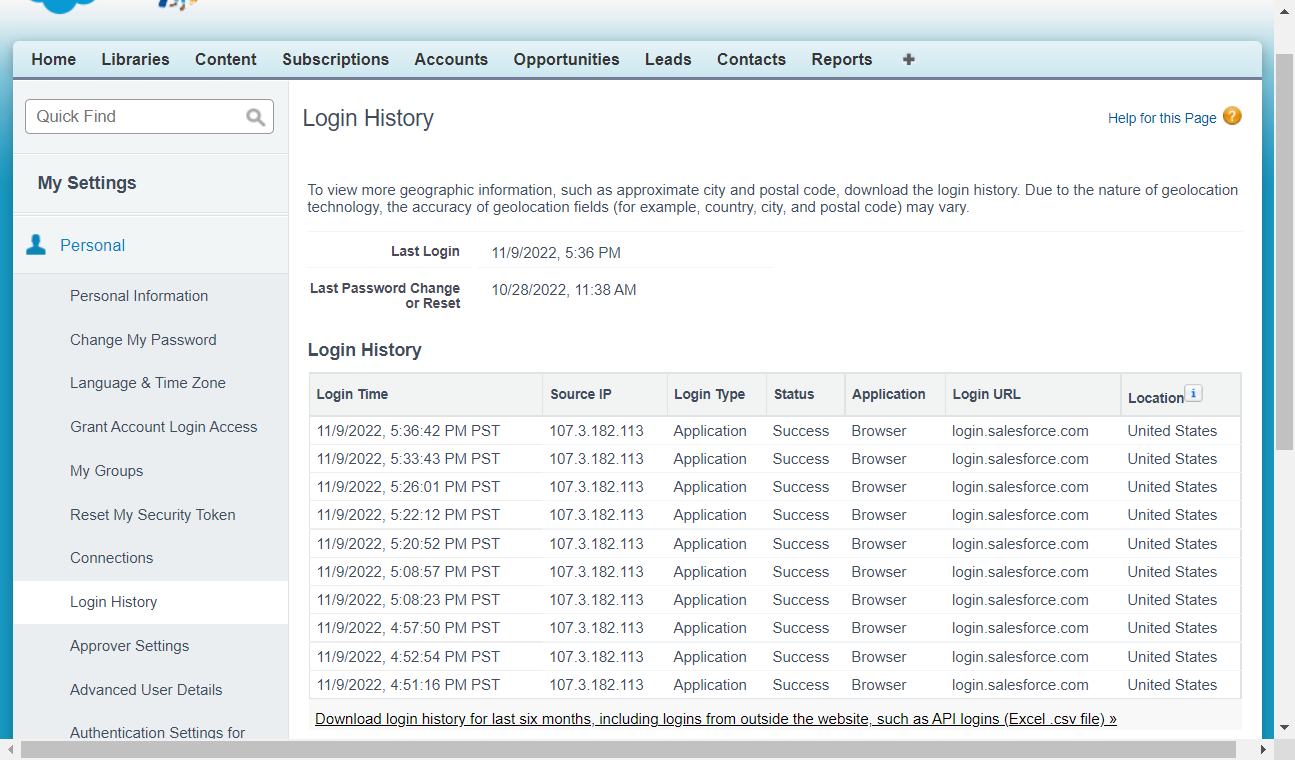 Home Libraries Content Subscriptions Accounts Opportunities Leads Contacts Reports
Quick Find
My Settings
Personal
Personal Information
Change My Password
Language & Time Zone
Grant Account Login Access
My Groups
Reset My Security Token
Connections
Login History
Approver Settings
Advanced User Details
Authentication Settings for
Login History
Help for this Page ?
To view more geographic information, such as approximate city and postal code, download the login history. Due to the nature of geolocation
technology, the accuracy of geolocation fields (for example, country, city, and postal code) may vary.
Last Login 11/9/2022, 5:36 PM
Last Password Change 10/28/2022, 11:38 AM
or Reset
Login History
Login Time Source IP Login Type Status Application Login URL Location i
11/9/2022, 5:36:42 PM PST 107.3.182.113 Application Success Browser login.salesforce.com United States
11/9/2022, 5:33:43 PM PST 107.3.182.113 Application Success Browser login.salesforce.com United States
11/9/2022, 5:26:01 PM PST 107.3.182.113 Application Success Browser login.salesforce.com United States
11/9/2022, 5:22:12 PM PST 107.3.182.113 Application Success Browser login.salesforce.com United States
11/9/2022, 5:20:52 PM PST 107.3.182.113 Application Success Browser login.salesforce.com United States
11/9/2022, 5:08:57 PM PST 107.3.182.113 Application Success Browser login.salesforce.com United States
11/9/2022, 5:08:23 PM PST 107.3.182.113 Application Success Browser login.salesforce.com United States
11/9/2022, 4:57:50 PM PST 107.3.182.113 Application Success Browser login.salesforce.com United States
11/9/2022, 4:52:54 PM PST 107.3.182.113 Application Success Browser login.salesforce.com United States
11/9/2022, 4:51:16 PM PST 107.3.182.113 Application Success Browser login.salesforce.com United States
Download login history for last six months, including logins from outside the website, such as API logins (Excel .csv file) »